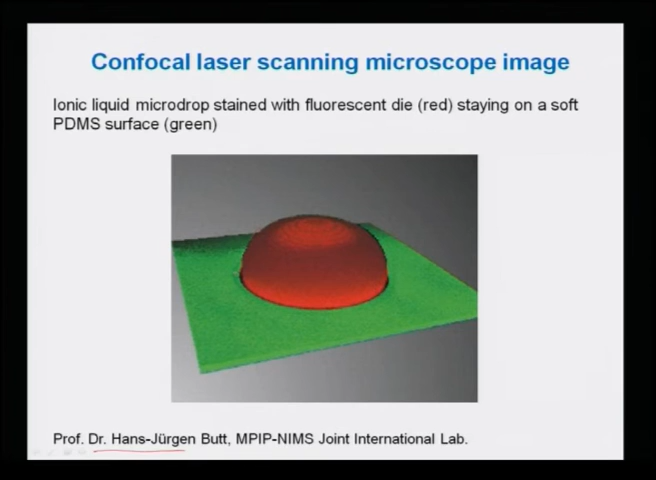 Confocal laser scanning microscope image
Ionic liquid microdrop stained with fluorescent die (red) staying on a soft
PDMS surface (green)
Prof. Dr. Hans-Jürgen Butt, MPIP-NIMS Joint International Lab.